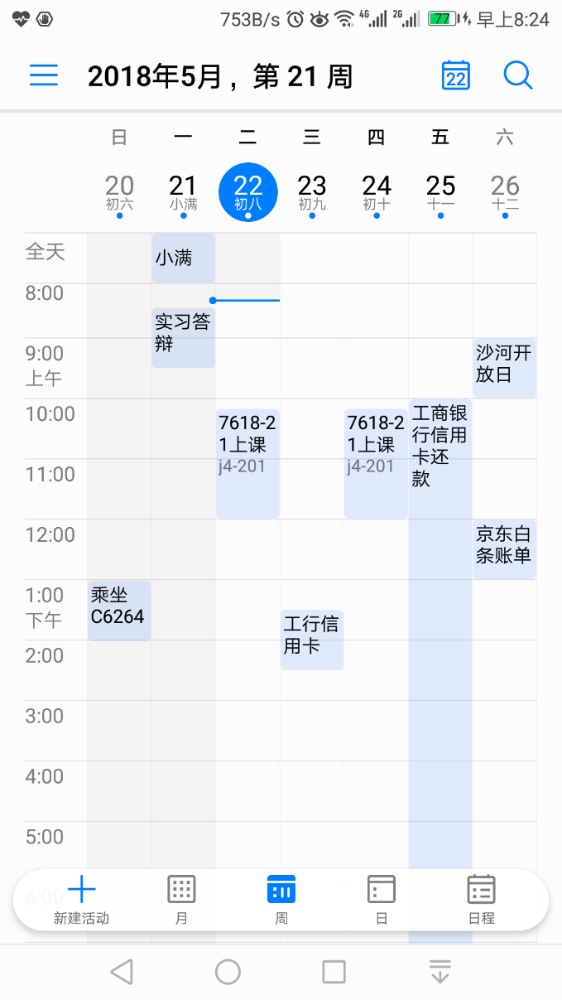 753B/s 4G 2G 77 早上8:24
2018年5月，第 21 周 22
日 一 二 三 四 五 六
20 21 22 23 24 25 26
初六 小满 初八 初九 初十 十一 十二
全天
小满
8:00
实习答
辩
9:00
上午
沙河开
放日
10:00
7618-2
1上课
j4-201
7618-2
1上课
j4-201
工商银
行信用
卡还
款
11:00
12:00
京东白
条账单
1:00
下午
乘坐
C6264
工行信
用卡
2:00
3:00
4:00
5:00
6:00
新建活动 月 周 日 日程